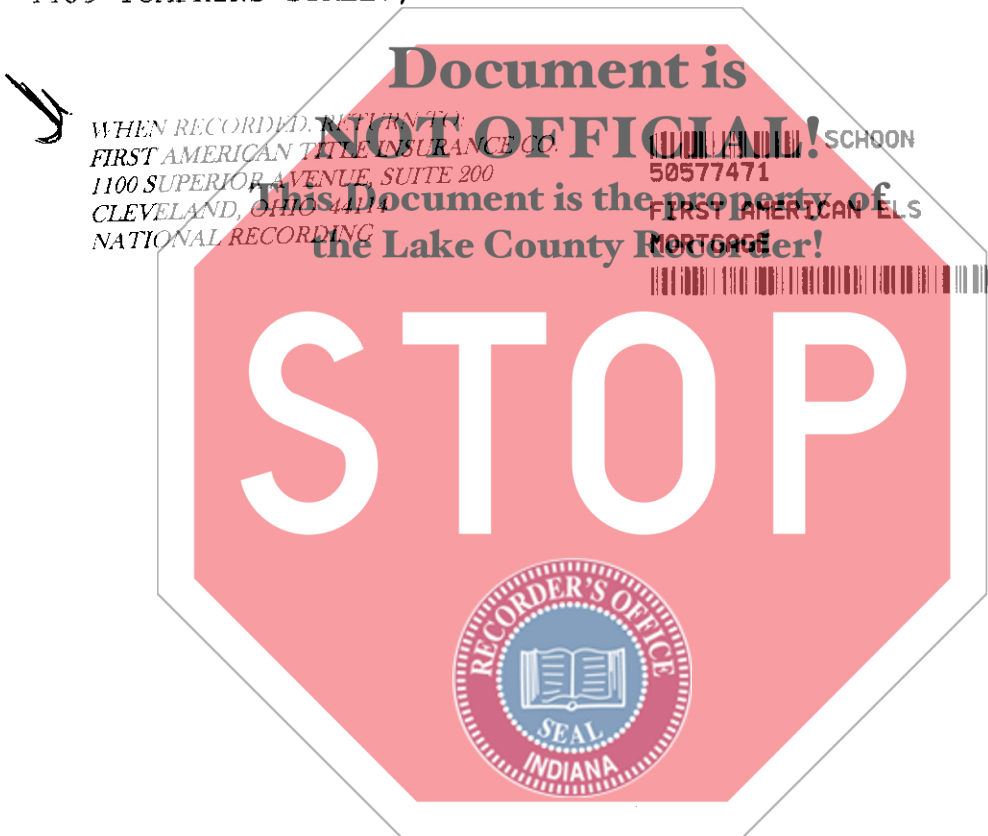 Document is
NOT OFFICIAL!
This Document is the property of
the Lake County Recorder!
WHEN RECORDED, RETURN TO:
FIRST AMERICAN TITLE INSURANCE CO.
1100 SUPERIOR AVENUE, SUITE 200
CLEVELAND, OHIO 44114
NATIONAL RECORDING
SCHOON
50577471
FIRST AMERICAN ELS
MORTGAGE
STOP
RECORDER'S OFFICE
SEAL
INDIANA